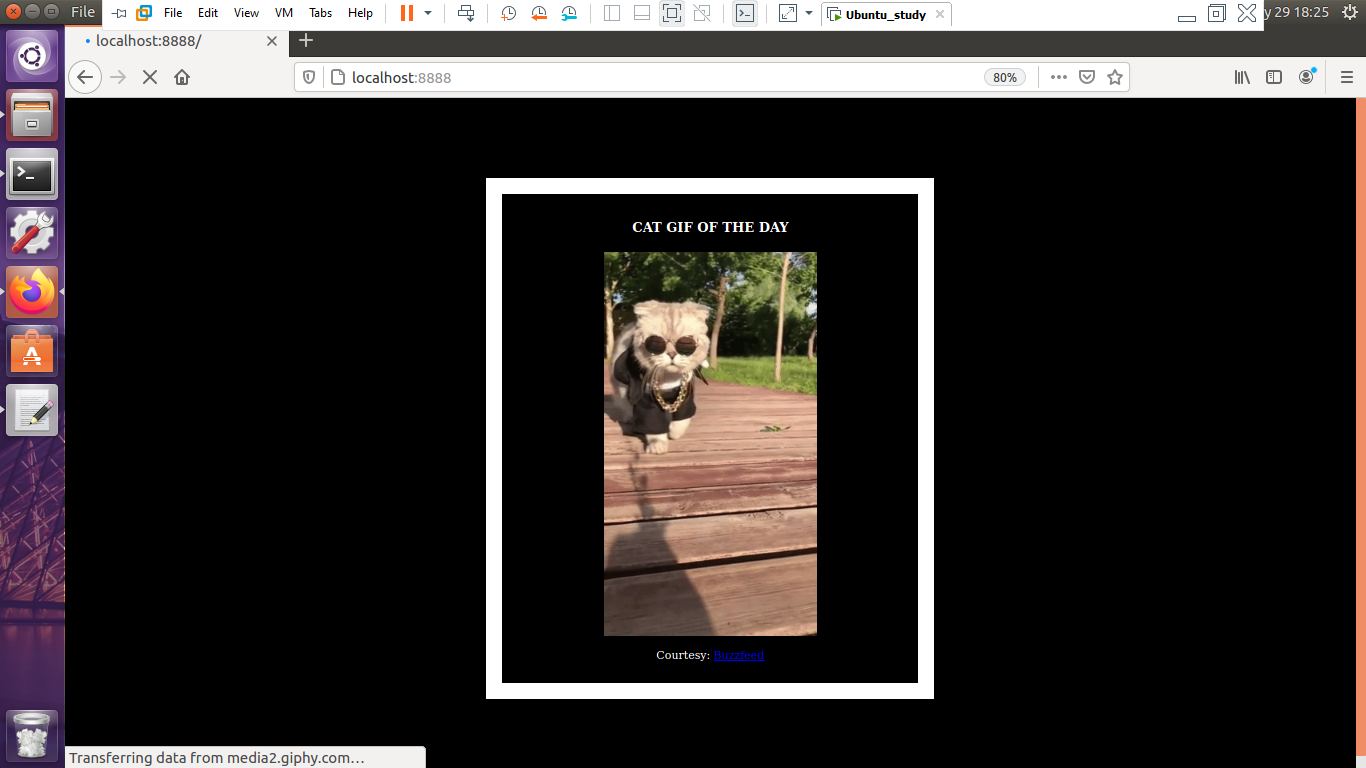 File
File Edit View VM Tabs Help
Ubuntu_study
y 29 18:25
localhost:8888/
localhost:8888
80%
CAT GIF OF THE DAY
Courtesy: Buzzfeed
Transferring data from media2.giphy.com…